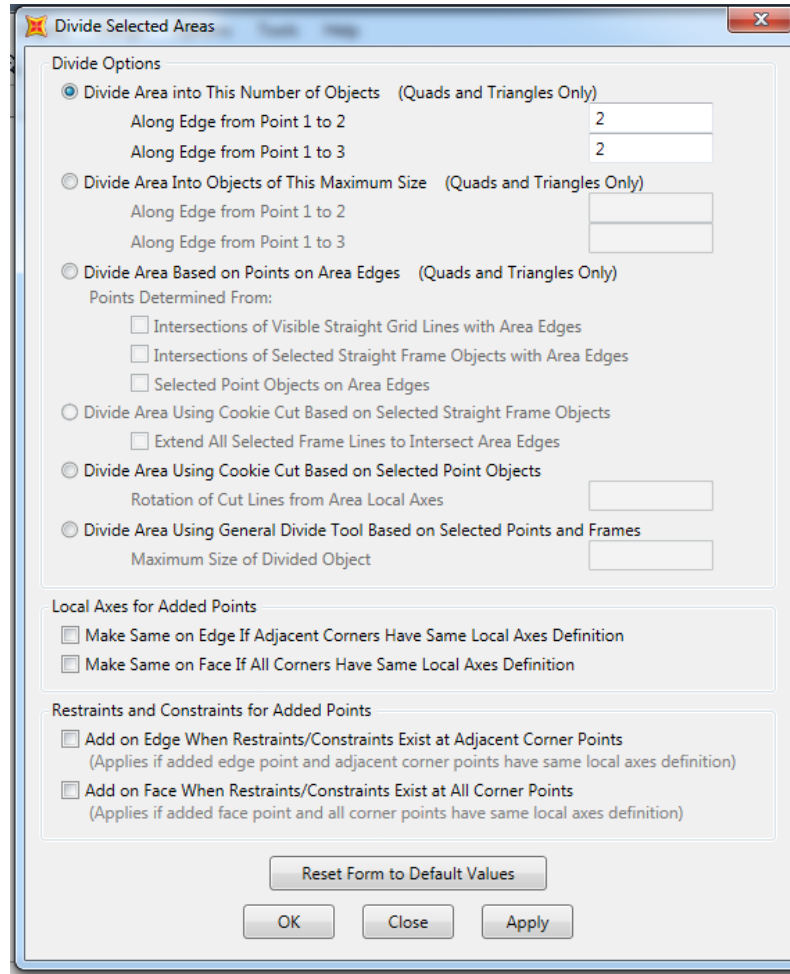 Divide Selected Areas
Divide Options
Divide Area into This Number of Objects (Quads and Triangles Only)
Along Edge from Point 1 to 2 2
Along Edge from Point 1 to 3 2
Divide Area Into Objects of This Maximum Size (Quads and Triangles Only)
Along Edge from Point 1 to 2
Along Edge from Point 1 to 3
Divide Area Based on Points on Area Edges (Quads and Triangles Only)
Points Determined From:
Intersections of Visible Straight Grid Lines with Area Edges
Intersections of Selected Straight Frame Objects with Area Edges
Selected Point Objects on Area Edges
Divide Area Using Cookie Cut Based on Selected Straight Frame Objects
Extend All Selected Frame Lines to Intersect Area Edges
Divide Area Using Cookie Cut Based on Selected Point Objects
Rotation of Cut Lines from Area Local Axes
Divide Area Using General Divide Tool Based on Selected Points and Frames
Maximum Size of Divided Object
Local Axes for Added Points
Make Same on Edge If Adjacent Corners Have Same Local Axes Definition
Make Same on Face If All Corners Have Same Local Axes Definition
Restraints and Constraints for Added Points
Add on Edge When Restraints/Constraints Exist at Adjacent Corner Points
(Applies if added edge point and adjacent corner points have same local axes definition)
Add on Face When Restraints/Constraints Exist at All Corner Points
(Applies if added face point and all corner points have same local axes definition)
Reset Form to Default Values
OK Close Apply